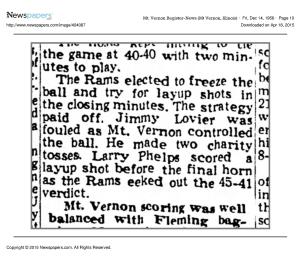 Newspapers
by ancestry
http://www.newspapers.com/image/
Mt. Vernon Register-News (Mt Vernon, Illinois) · Fri, Dec 14, 1956 · Page 10
Downloaded on Apr 16, 2015
the game at 40-40 with two min-
utes to play.
The Rams elected to freeze the
ball and try for layup shots in
the closing minutes. The strategy
paid off. Jimmy Lovier was
fouled as Mt. Vernon controlled
the ball. He made two charity
tosses. Larry Phelps scored a
layup shot before the final horn
as the Rams eeked out the 45-41
verdict.
Mt. Vernon scoring was well
balanced with Fleming bag-
Copyright © 2015 Newspapers.com. All Rights Reserved.